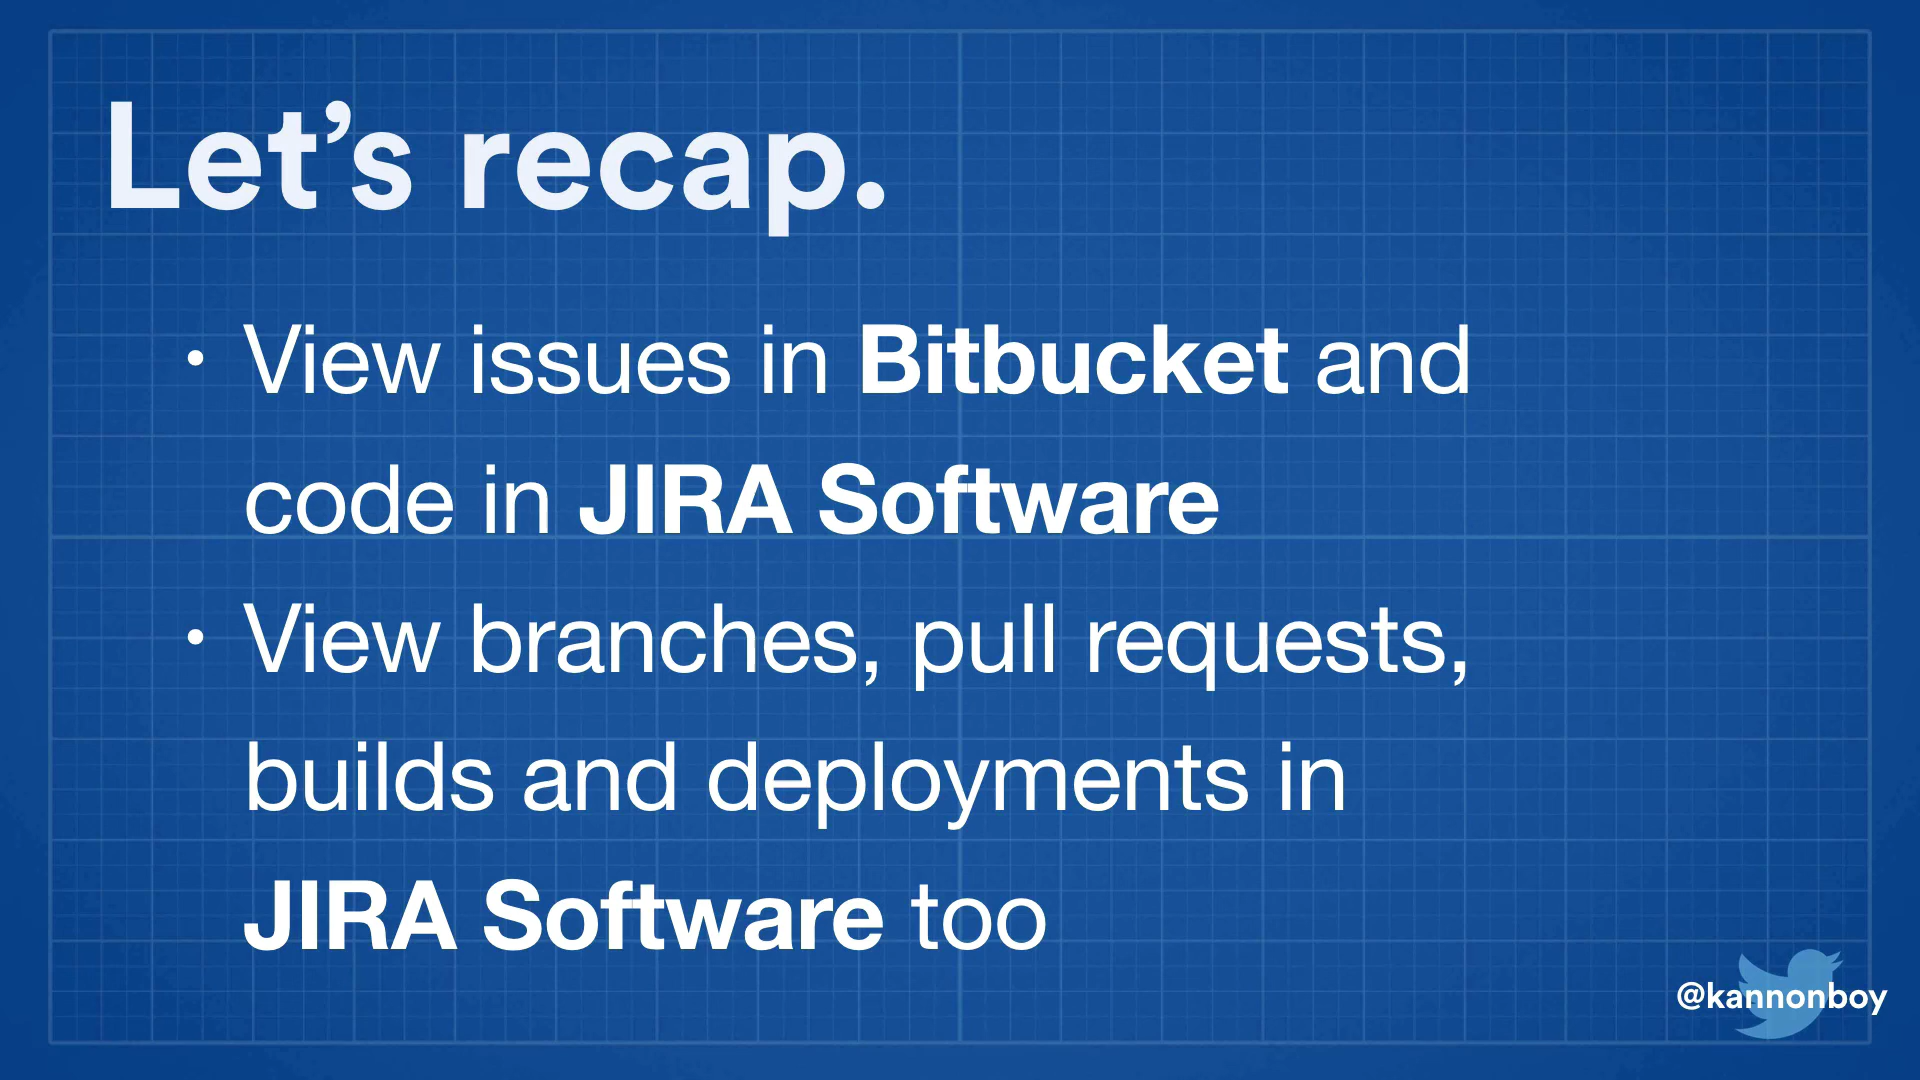 Let’s recap.
• View issues in Bitbucket and
code in JIRA Software
• View branches, pull requests,
builds and deployments in
JIRA Software too
@kannonboy